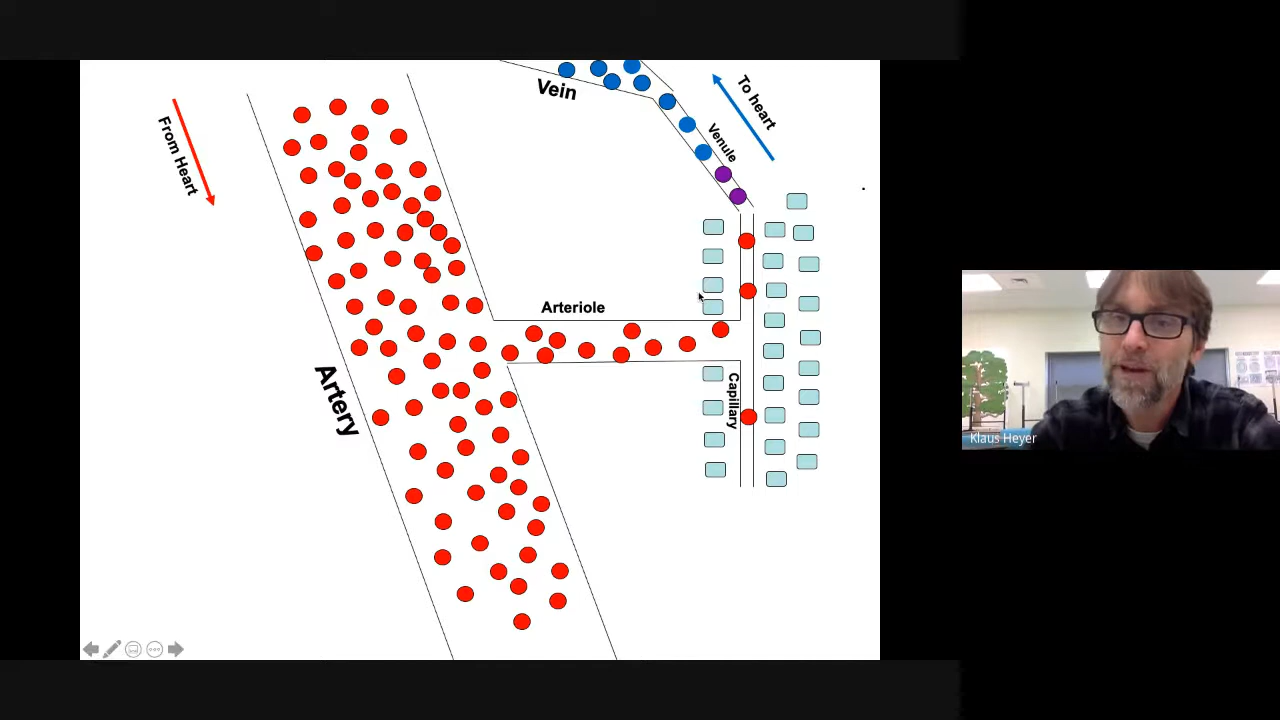 From Heart
Vein
To heart
Venule
Arteriole
Artery
Capillary
Klaus Heyer